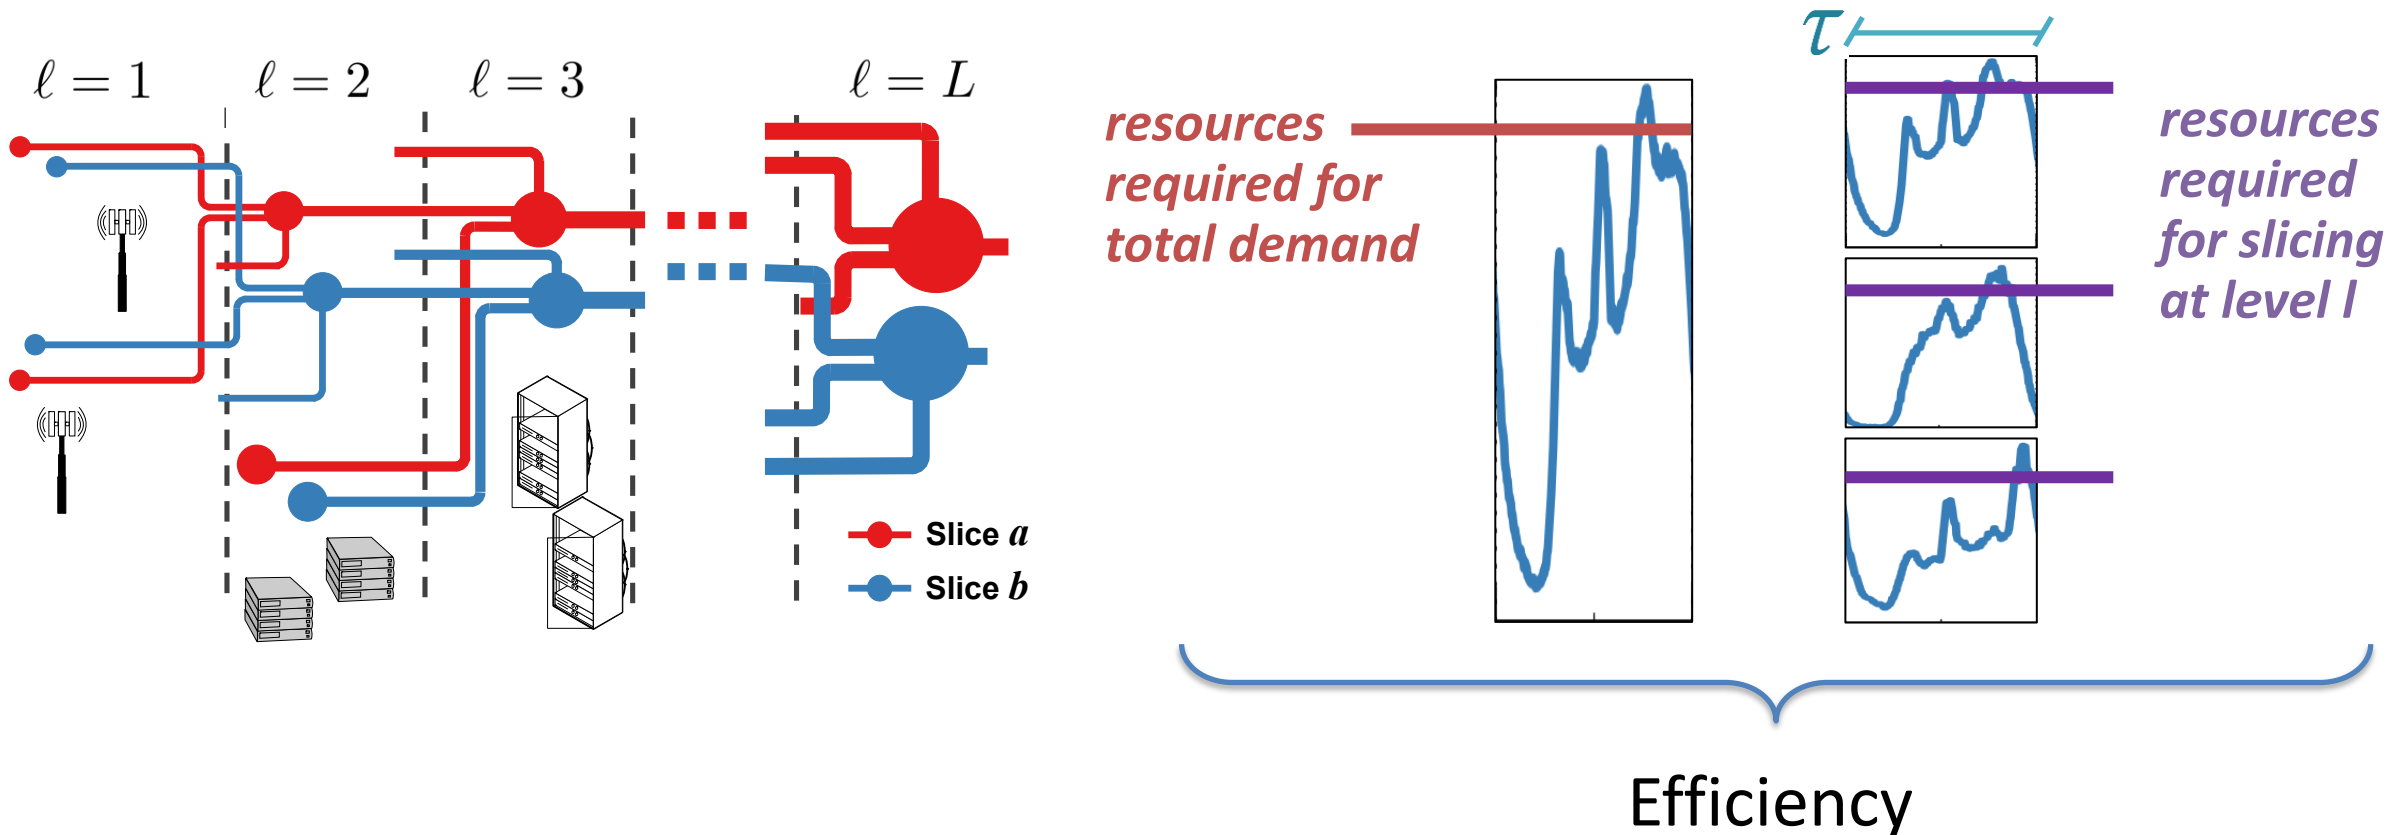 ℓ = 1
ℓ = 2
ℓ = 3
ℓ = L
Slice a
Slice b
resources
required for
total demand
τ
resources
required
for slicing
at level l
Efficiency